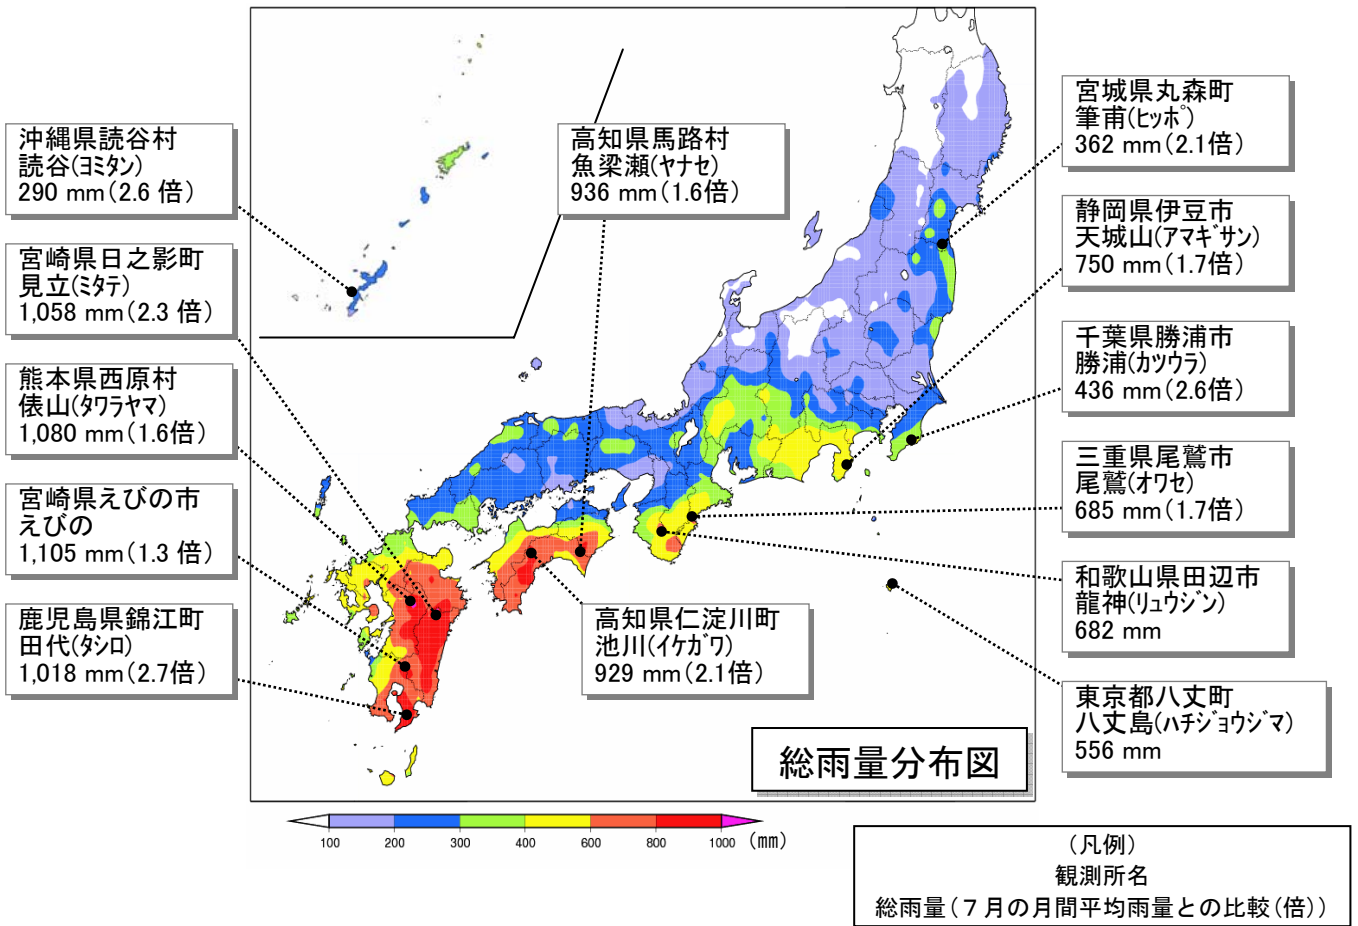 沖縄県読谷村
読谷(ﾖﾐﾀﾝ)
290 mm(2.6 倍)
宮崎県日之影町
見立(ﾐﾀﾃ)
1,058 mm(2.3 倍)
熊本県西原村
俵山(ﾀﾜﾗﾔﾏ)
1,080 mm(1.6倍)
宮崎県えびの市
えびの
1,105 mm(1.3 倍)
鹿児島県錦江町
田代(ﾀｼﾛ)
1,018 mm(2.7倍)
高知県馬路村
魚梁瀬(ﾔﾅｾ)
936 mm(1.6倍)
高知県仁淀川町
池川(ｲｹｶﾞﾜ)
929 mm(2.1倍)
宮城県丸森町
筆甫(ﾋｯﾎﾟ)
362 mm(2.1倍)
静岡県伊豆市
天城山(ｱﾏｷﾞｻﾝ)
750 mm(1.7倍)
千葉県勝浦市
勝浦(ｶﾂｳﾗ)
436 mm(2.6倍)
三重県尾鷲市
尾鷲(ｵﾜｾ)
685 mm(1.7倍)
和歌山県田辺市
龍神(ﾘｭｳｼﾞﾝ)
682 mm
東京都八丈町
八丈島(ﾊﾁｼﾞｮｳｼﾞﾏ)
556 mm
総雨量分布図
100 200 300 400 600 800 1000 (mm)
(凡例)
観測所名
総雨量(7月の月間平均雨量との比較(倍))